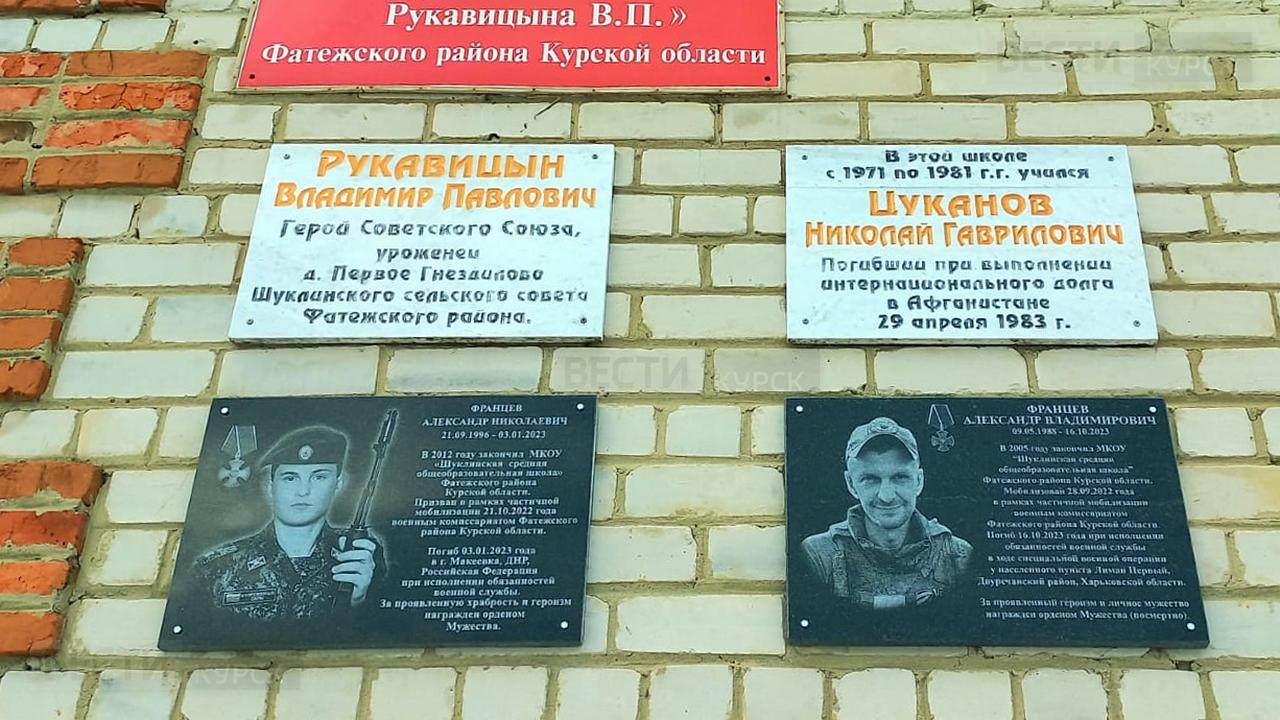 Рукавицына В.П.»
Фатежского района Курской области
ВЕСТИ КУРСК
Рукавицын
Владимир Павлович
Герой Советского Союза,
уроженец
д. Первое Гнездилово
Шуклинского сельского совета
Фатежского района.
В этой школе
с 1971 по 1981 г.г. учился
Цуканов
Николай Гаврилович
Погибший при выполнении
интернационального долга
в Афганистане
29 апреля 1983 г.
ВЕСТИ КУРСК
ФРАНЦЕВ
АЛЕКСАНДР НИКОЛАЕВИЧ
21.09.1996 - 03.01.2023
В 2012 году закончил МКОУ
«Шуклинская средняя
общеобразовательная школа»
Фатежского района
Курской области.
Призван в рамках частичной
мобилизации 21.10.2022 года
военным комиссариатом Фатежского
района Курской области.
Погиб 03.01.2023 года
в г. Макеевка, ДНР,
Российская Федерация
при исполнении обязанностей
военной службы.
За проявленную храбрость и героизм
награжден орденом
Мужества.
ФРАНЦЕВ
АЛЕКСАНДР ВЛАДИМИРОВИЧ
09.05.1988 - 16.10.2023
В 2005 году закончил МКОУ
"Шуклинская средняя
общеобразовательная школа"
Фатежского района Курской области.
Мобилизован 28.09.2022 года
в рамках частичной мобилизации
военным комиссариатом
Фатежского района Курской области.
Погиб 16.10.2023 года при исполнении
обязанностей военной службы
в ходе специальной военной операции
у населенного пункта Лиман Первый,
Двуречанский район, Харьковской области.
За проявленный героизм и личное мужество
награжден орденом Мужества (посмертно).
ВЕСТИ КУРСК